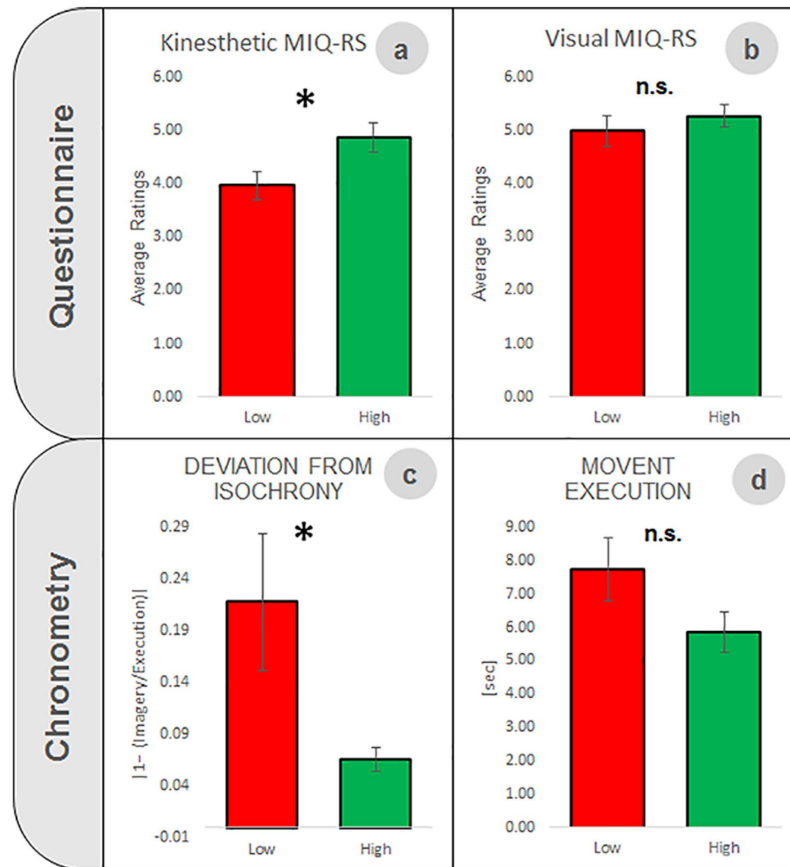 Questionnaire
Kinesthetic MIQ-RS
a
*
6.00
5.00
4.00
3.00
2.00
1.00
0.00
Average Ratings
Low High
Visual MIQ-RS
b
n.s.
6.00
5.00
4.00
3.00
2.00
1.00
0.00
Average Ratings
Low High
Chronometry
DEVIATION FROM
ISOCHRONY
c
*
0.29
0.24
0.19
0.14
0.09
0.04
-0.01
|1– (Imagery/Execution)|
Low High
MOVENT
EXECUTION
d
n.s.
9.00
8.00
7.00
6.00
5.00
4.00
3.00
2.00
1.00
0.00
[sec]
Low High